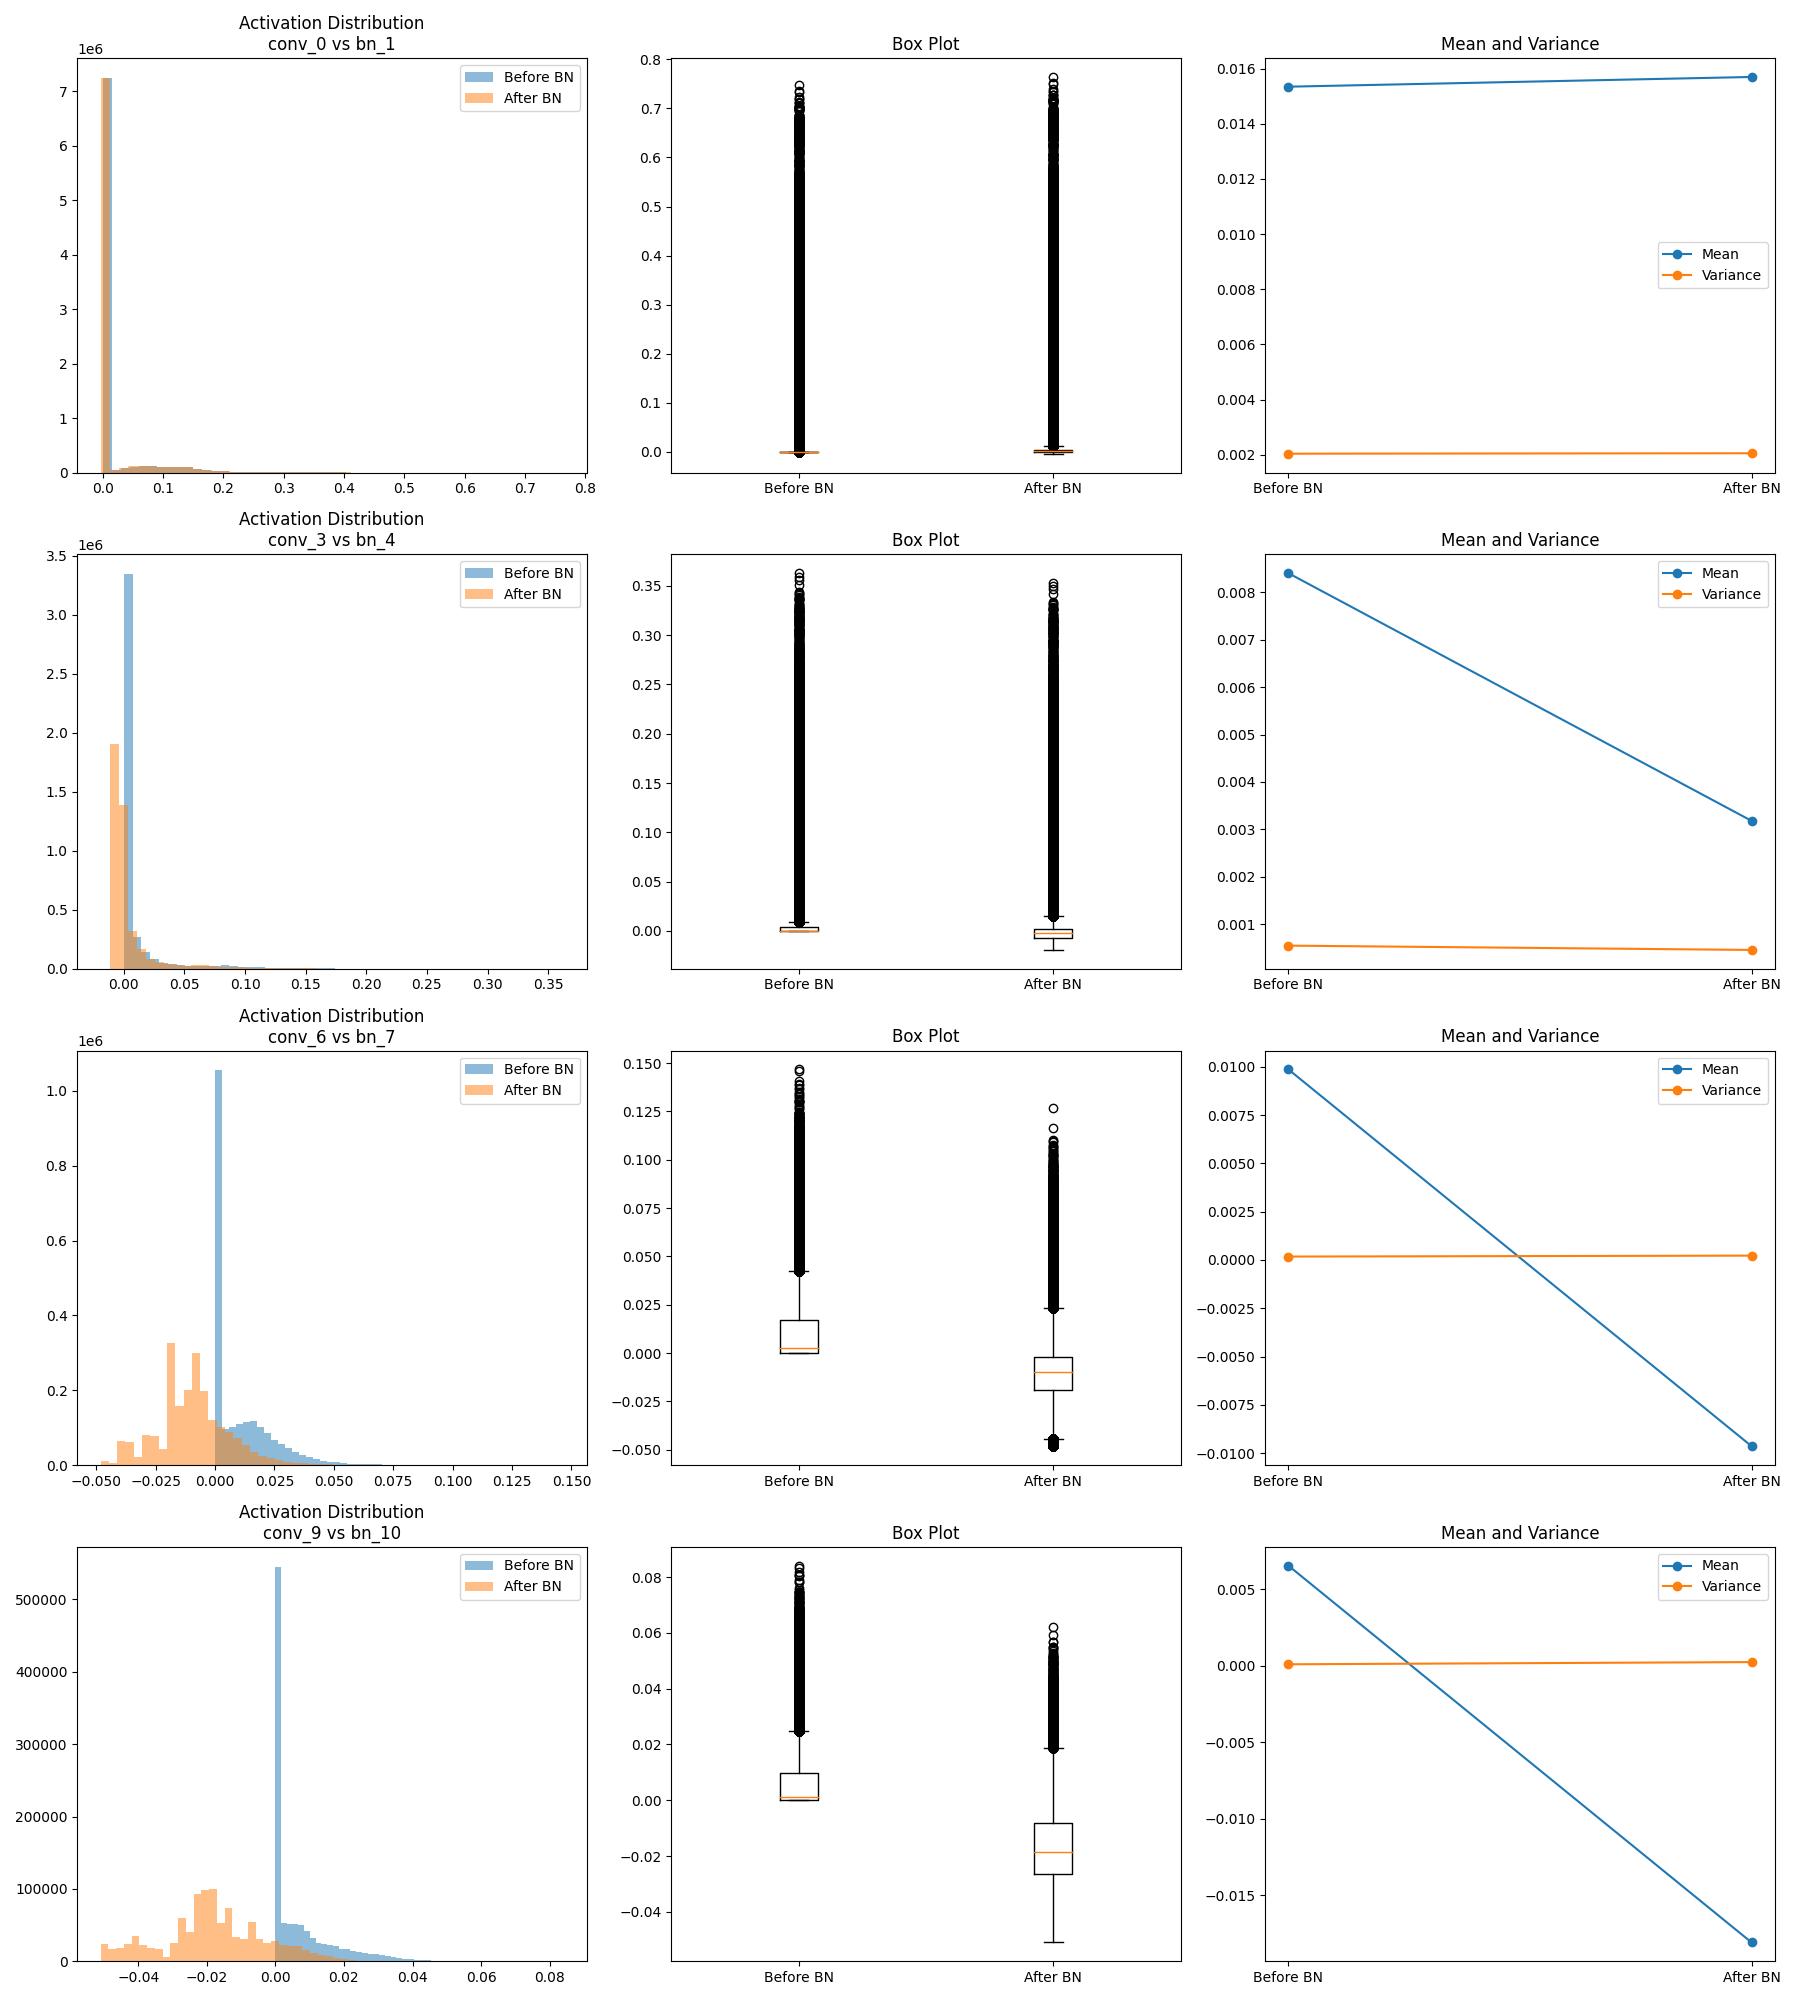 Activation Distribution
conv_0 vs bn_1
Box Plot
Mean and Variance
1e6
Before BN
After BN
7
6
5
4
3
2
1
0
0.0 0.1 0.2 0.3 0.4 0.5 0.6 0.7 0.8
0.8
0.7
0.6
0.5
0.4
0.3
0.2
0.1
0.0
Before BN After BN
0.016
0.014
0.012
0.010
0.008
0.006
0.004
0.002
Mean
Variance
Before BN After BN
Activation Distribution
conv_3 vs bn_4
Box Plot
Mean and Variance
1e6
Before BN
After BN
3.5
3.0
2.5
2.0
1.5
1.0
0.5
0.0
0.00 0.05 0.10 0.15 0.20 0.25 0.30 0.35
0.35
0.30
0.25
0.20
0.15
0.10
0.05
0.00
Before BN After BN
Mean
Variance
0.008
0.007
0.006
0.005
0.004
0.003
0.002
0.001
Before BN After BN
Activation Distribution
conv_6 vs bn_7
Box Plot
Mean and Variance
1e6
Before BN
After BN
1.0
0.8
0.6
0.4
0.2
0.0
−0.050 −0.025 0.000 0.025 0.050 0.075 0.100 0.125 0.150
0.150
0.125
0.100
0.075
0.050
0.025
0.000
−0.025
−0.050
Before BN After BN
Mean
Variance
0.0100
0.0075
0.0050
0.0025
0.0000
−0.0025
−0.0050
−0.0075
−0.0100
Before BN After BN
Activation Distribution
conv_9 vs bn_10
Box Plot
Mean and Variance
Before BN
After BN
500000
400000
300000
200000
100000
0
−0.04 −0.02 0.00 0.02 0.04 0.06 0.08
0.08
0.06
0.04
0.02
0.00
−0.02
−0.04
Before BN After BN
Mean
Variance
0.005
0.000
−0.005
−0.010
−0.015
Before BN After BN